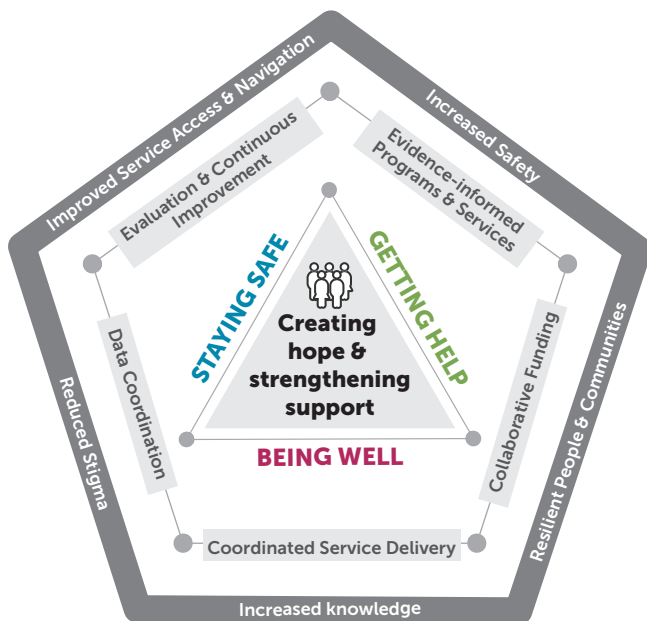 Improved Service Access & Navigation
Increased Safety
Evaluation & Continuous
Improvement
Evidence-informed
Programs & Services
STAYING SAFE
GETTING HELP
Creating
hope &
strengthening
support
BEING WELL
Data Coordination
Collaborative Funding
Reduced Stigma
Resilient People & Communities
Coordinated Service Delivery
Increased knowledge